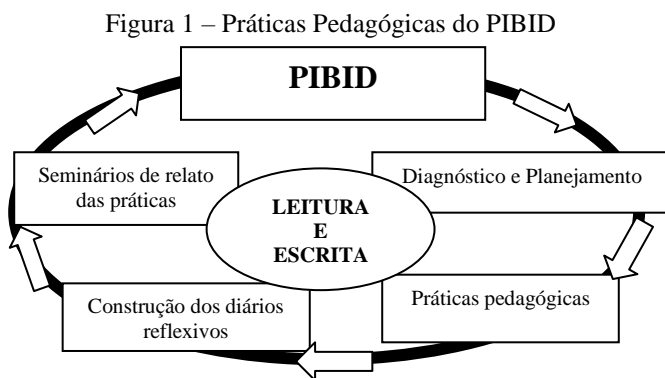 Figura 1 – Práticas Pedagógicas do PIBID
PIBID
Seminários de relato
das práticas
Diagnóstico e Planejamento
LEITURA
E
ESCRITA
Construção dos diários
reflexivos
Práticas pedagógicas